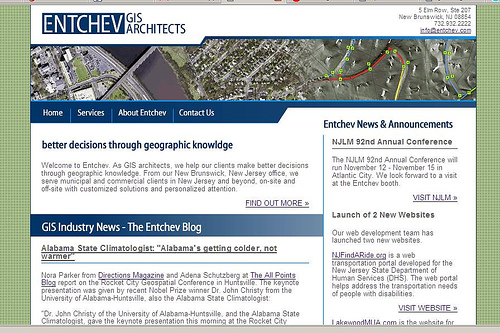 ENTCHEV GIS
ARCHITECTS
5 Elm Row, Ste 207
New Brunswick, NJ 08854
732.932.2222
info@entchev.com
Home Services About Entchev Contact Us
better decisions through geographic knowldge
Welcome to Entchev. As GIS architects, we help our clients make better decisions
through geographic knowledge. From our New Brunswick, New Jersey office, we
serve municipal and commercial clients in New Jersey and beyond, on-site and
off-site with customized solutions and personalized attention.
FIND OUT MORE »
GIS Industry News - The Entchev Blog
Alabama State Climatologist: "Alabama's getting colder, not
warmer"
Nora Parker from Directions Magazine and Adena Schutzberg at The All Points
Blog report on the Rocket City Geospatial Conference in Huntsville. The keynote
presentation was given by recent Nobel Prize winner Dr. John Christy from the
University of Alabama-Huntsville, also the Alabama State Climatologist:
"Dr. John Christy of the University of Alabama-Huntsville, and the Alabama State
Climatologist, gave the keynote presentation this morning at the Rocket City
Entchev News & Announcements
NJLM 92nd Annual Conference
The NJLM 92nd Annual Conference will
run November 12 - November 15 in
Atlantic City. We look forward to a visit
at the Entchev booth.
VISIT NJLM »
Launch of 2 New Websites
Our web development team has
launched two new websites.
NJFindARide.org is a web
transportation portal developed for the
New Jersey State Department of
Human Services (DHS). The web portal
helps address the transportation needs
of people with disabilities.
VISIT WEBSITE »
LakewoodMUA.com is the website for